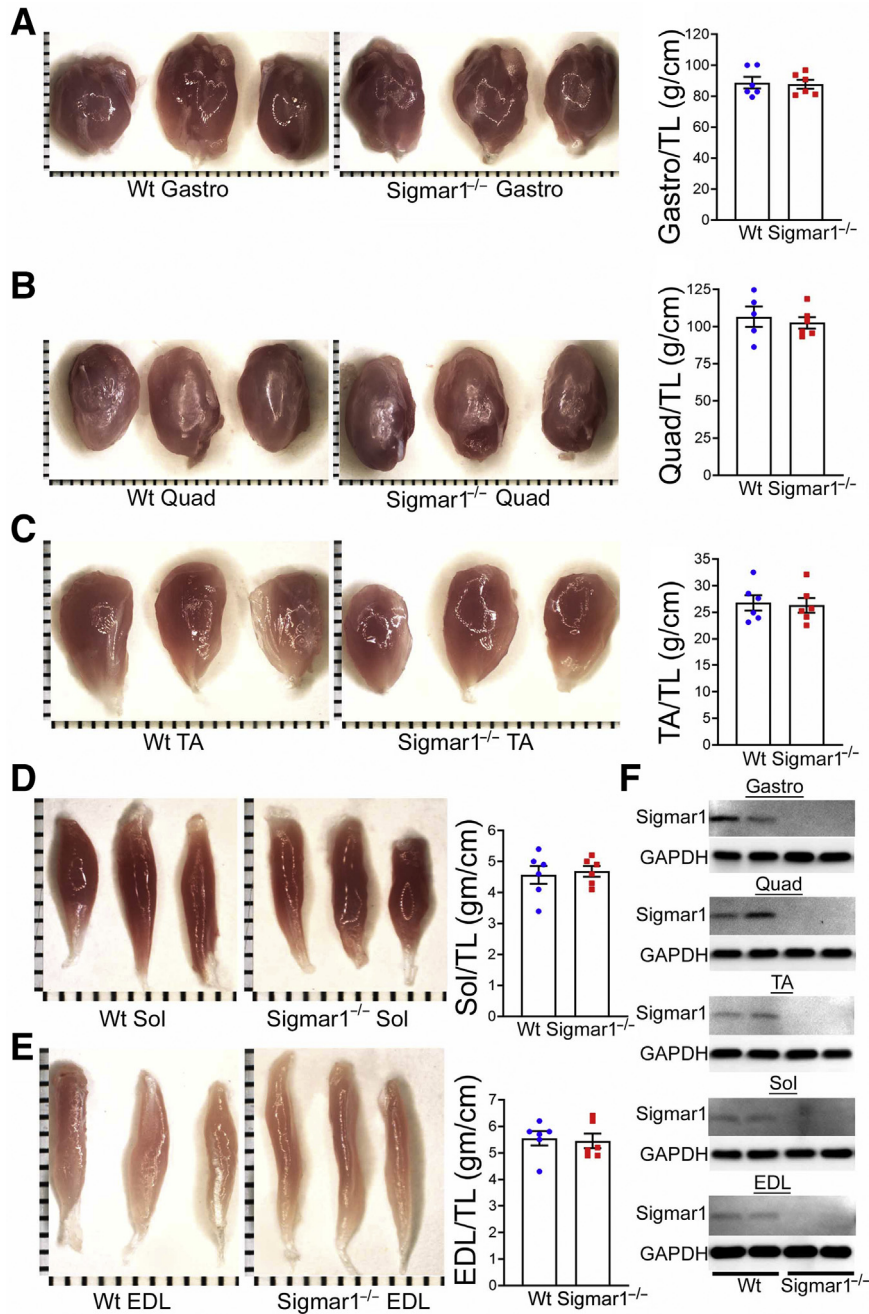 A
Gastro/TL (g/cm)
120
100
80
60
40
20
0
Wt Sigmar1⁻/⁻
Wt Gastro
Sigmar1⁻/⁻ Gastro
B
Quad/TL (g/cm)
125
100
75
50
25
0
Wt Sigmar1⁻/⁻
Wt Quad
Sigmar1⁻/⁻ Quad
C
TA/TL (g/cm)
35
30
25
20
15
10
5
0
Wt Sigmar1⁻/⁻
Wt TA
Sigmar1⁻/⁻ TA
D
Sol/TL (gm/cm)
6
5
4
3
2
1
0
Wt Sigmar1⁻/⁻
Wt Sol
Sigmar1⁻/⁻ Sol
E
EDL/TL (gm/cm)
7
6
5
4
3
2
1
0
Wt Sigmar1⁻/⁻
Wt EDL
Sigmar1⁻/⁻ EDL
F
Gastro
Sigmar1
GAPDH
Quad
Sigmar1
GAPDH
TA
Sigmar1
GAPDH
Sol
Sigmar1
GAPDH
EDL
Sigmar1
GAPDH
Wt Sigmar1⁻/⁻